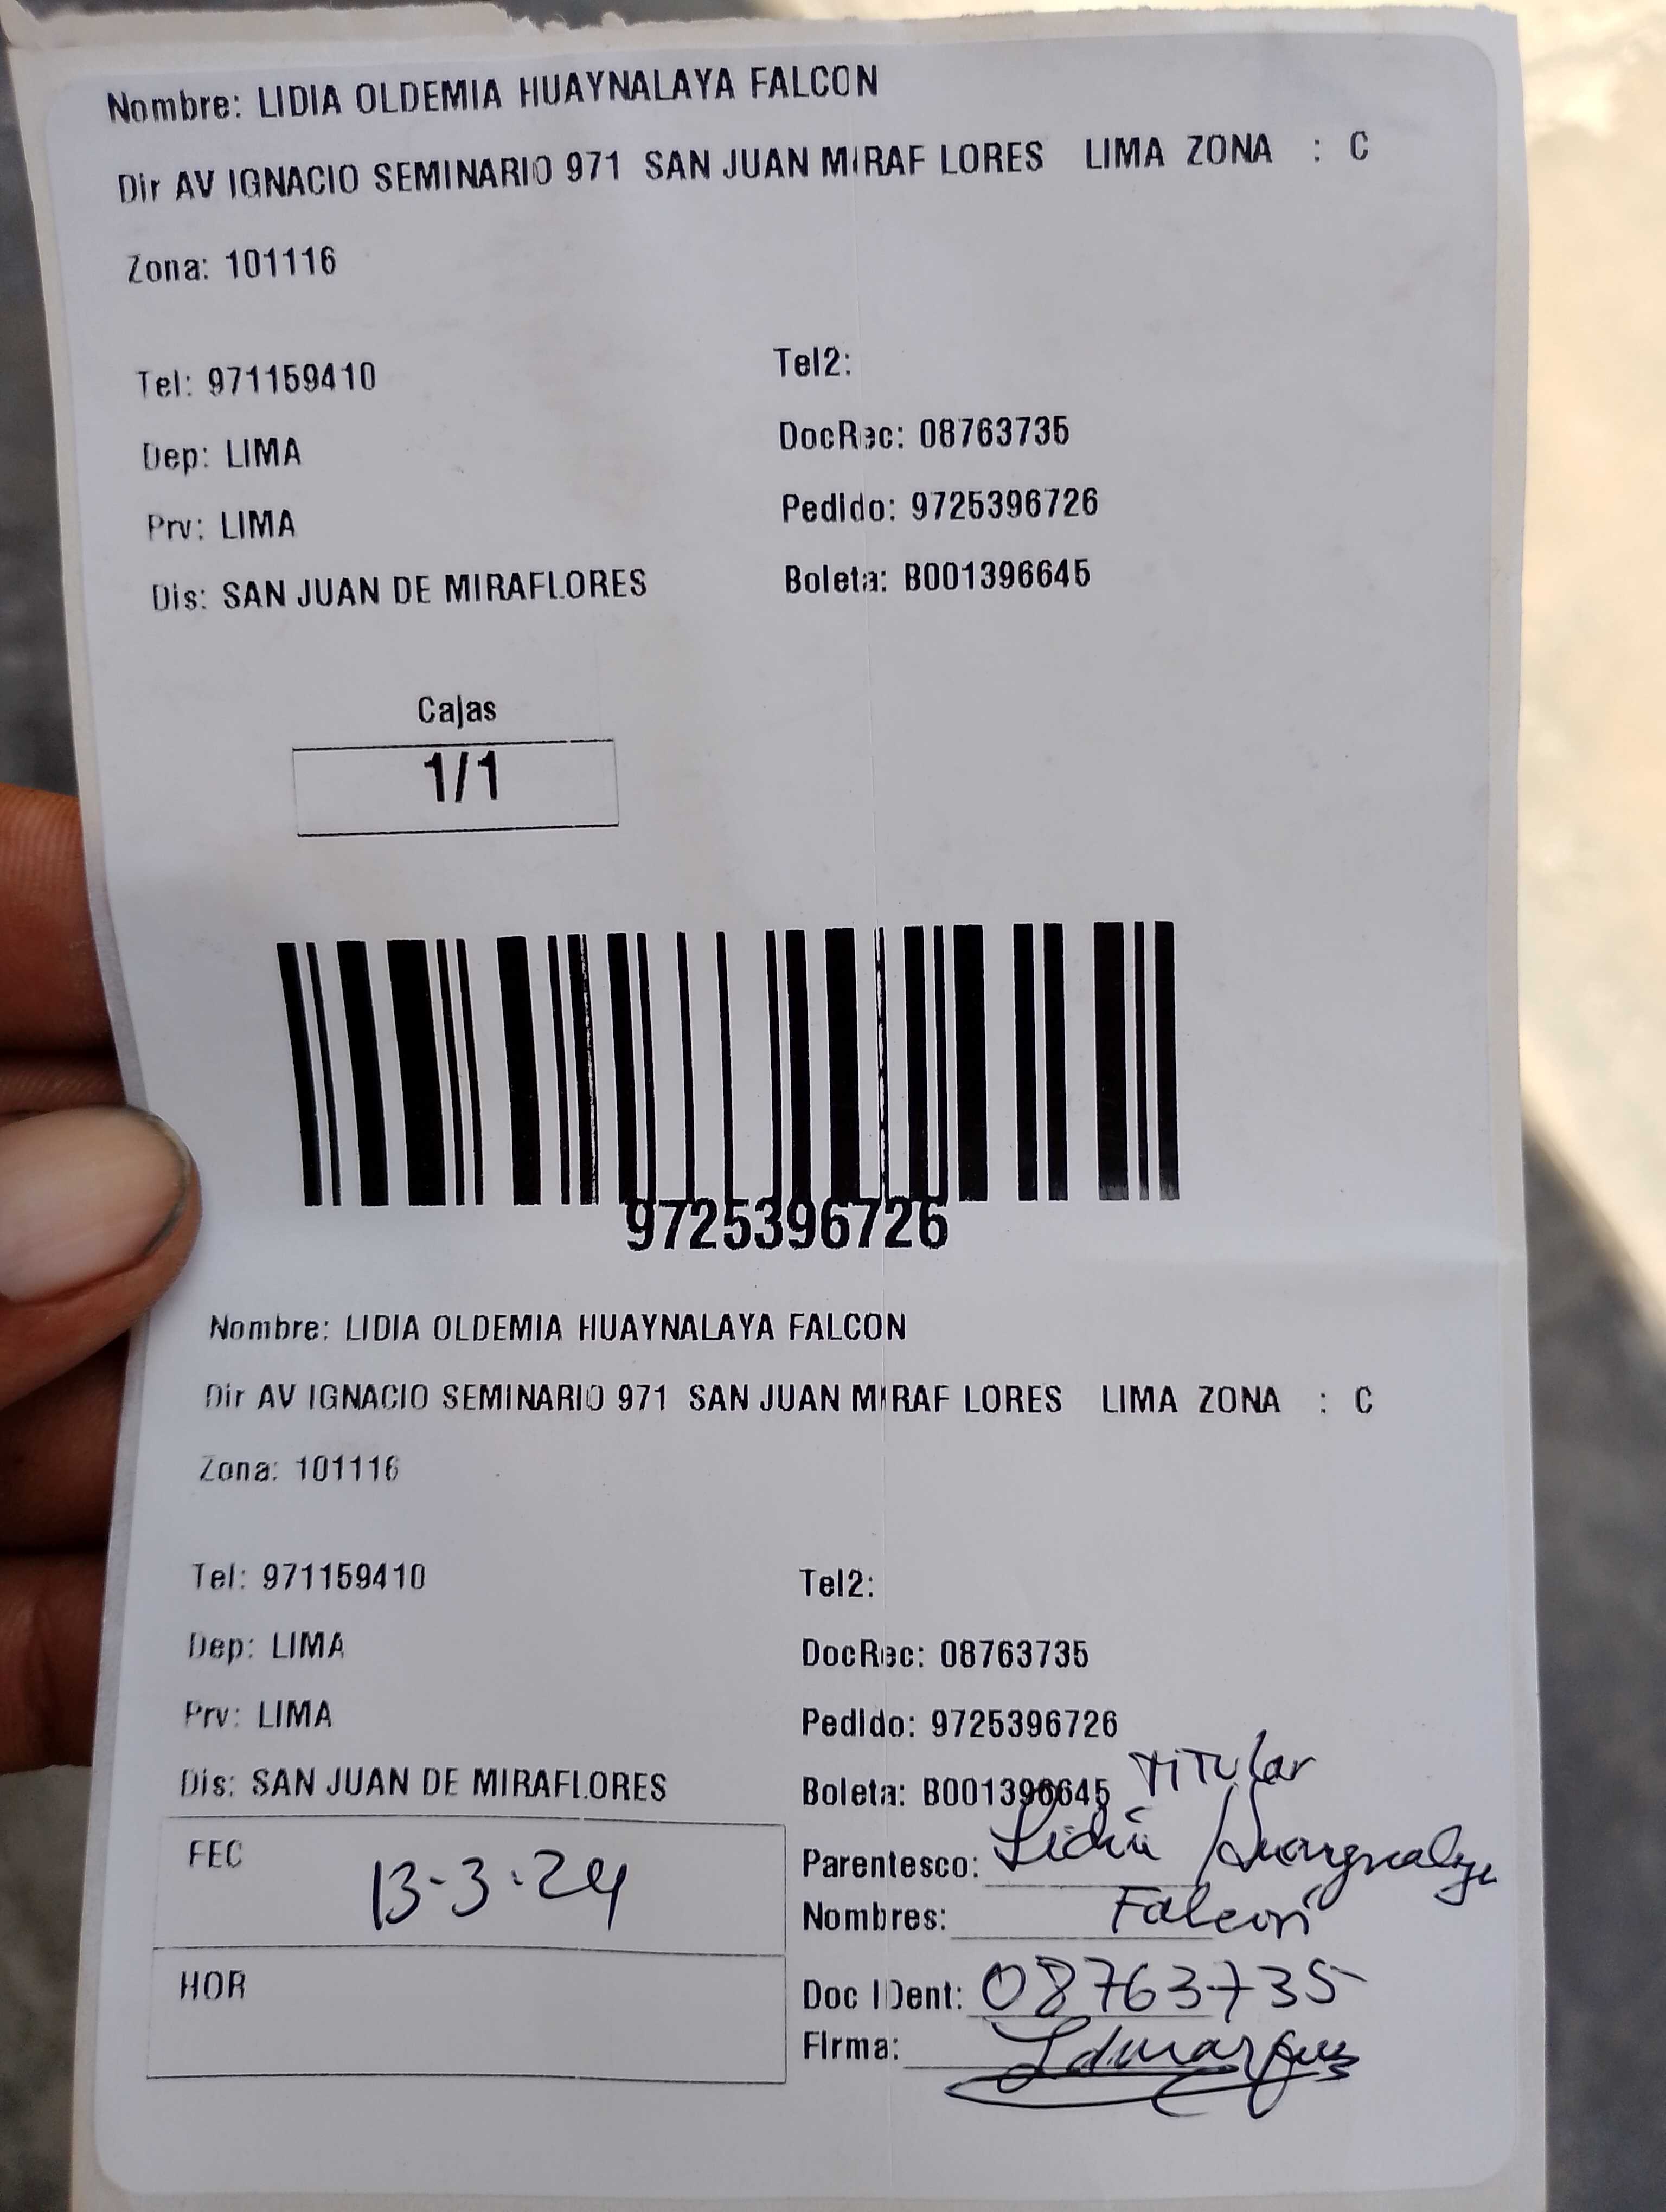 Nombre: LIDIA OLDEMIA HUAYNALAYA FALCON
Dir AV IGNACIO SEMINARIO 971 SAN JUAN MIRAF LORES LIMA ZONA : C
Zona: 101116
Tel: 971159410 Tel2:
Dep: LIMA DocRec: 08763735
Prv: LIMA Pedido: 9725396726
Dis: SAN JUAN DE MIRAFLORES Boleta: B001396645
Cajas
1/1
9725396726
Nombre: LIDIA OLDEMIA HUAYNALAYA FALCON
Dir AV IGNACIO SEMINARIO 971 SAN JUAN MIRAF LORES LIMA ZONA : C
Zona: 101116
Tel: 971159410 Tel2:
Dep: LIMA DocRec: 08763735
Prv: LIMA Pedido: 9725396726
Dis: SAN JUAN DE MIRAFLORES Boleta: B001396645 Titular
FEC 13-3-24 Parentesco: Lidia
Nombres: Falcon
HOR Doc IDent: 08763735
Firma: